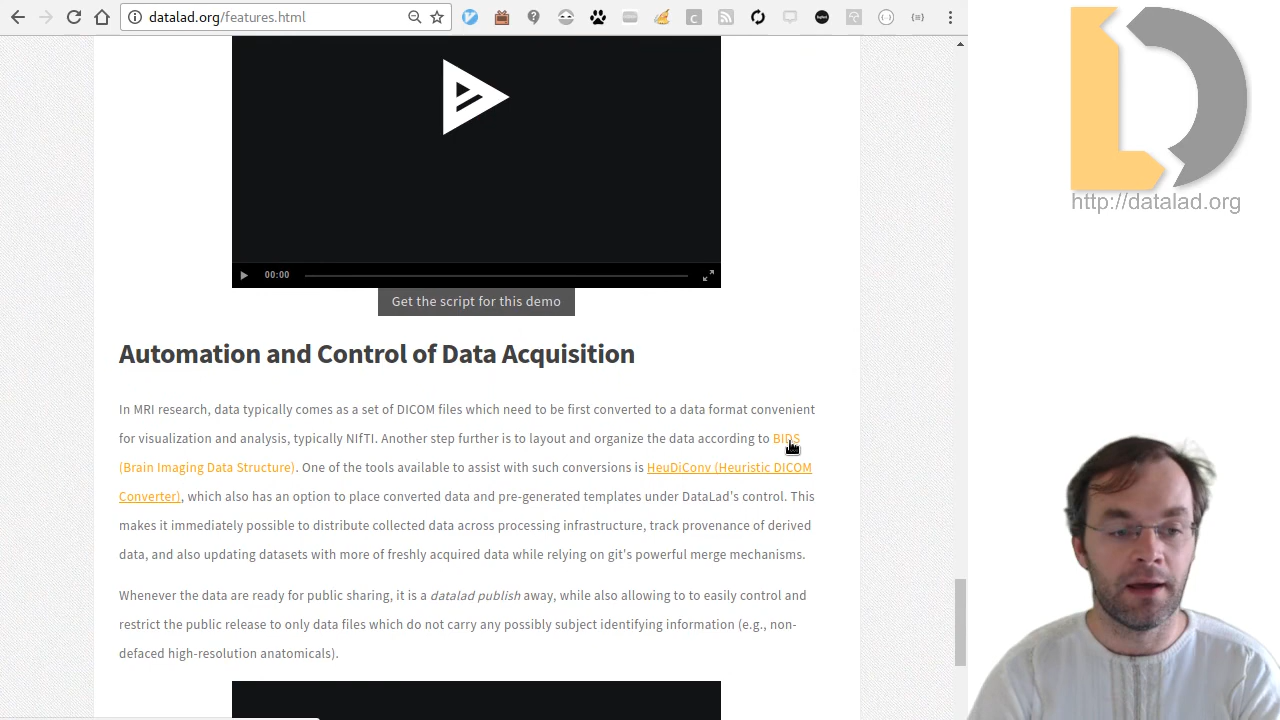 datalad.org/features.html
http://datalad.org
00:00
Get the script for this demo
Automation and Control of Data Acquisition
In MRI research, data typically comes as a set of DICOM files which need to be first converted to a data format convenient
for visualization and analysis, typically NIfTI. Another step further is to layout and organize the data according to BIDS
(Brain Imaging Data Structure). One of the tools available to assist with such conversions is HeuDiConv (Heuristic DICOM
Converter), which also has an option to place converted data and pre-generated templates under DataLad's control. This
makes it immediately possible to distribute collected data across processing infrastructure, track provenance of derived
data, and also updating datasets with more of freshly acquired data while relying on git's powerful merge mechanisms.
Whenever the data are ready for public sharing, it is a datalad publish away, while also allowing to to easily control and
restrict the public release to only data files which do not carry any possibly subject identifying information (e.g., non-
defaced high-resolution anatomicals).